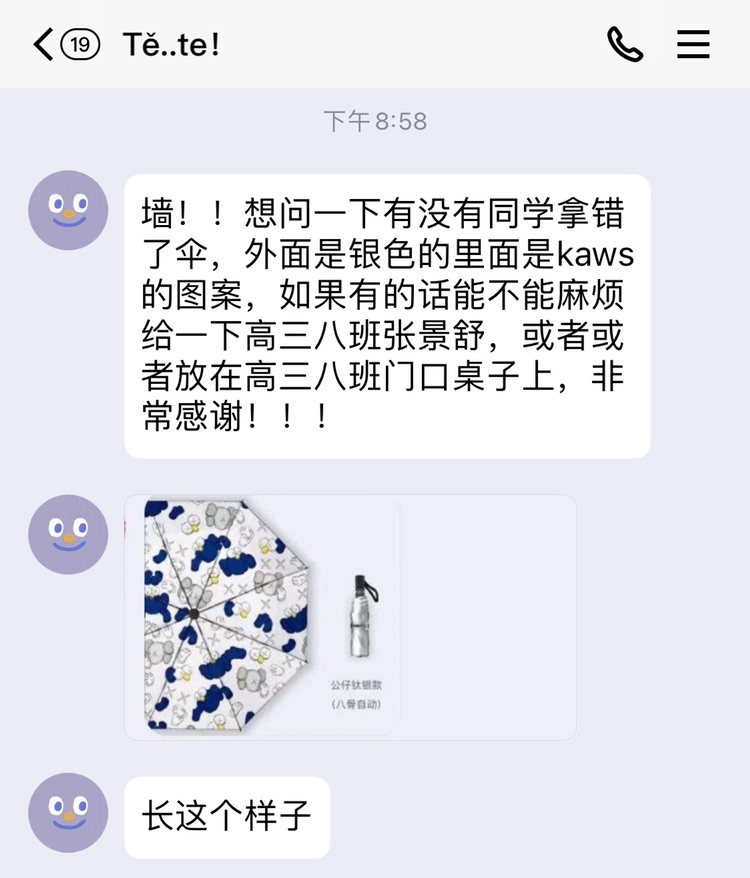 19
Tě..te!
下午8:58
墙！！想问一下有没有同学拿错
了伞，外面是银色的里面是kaws
的图案，如果有的话能不能麻烦
给一下高三八班张景舒，或者或
者放在高三八班门口桌子上，非
常感谢！！！
公仔钛银款
(八骨自动)
长这个样子